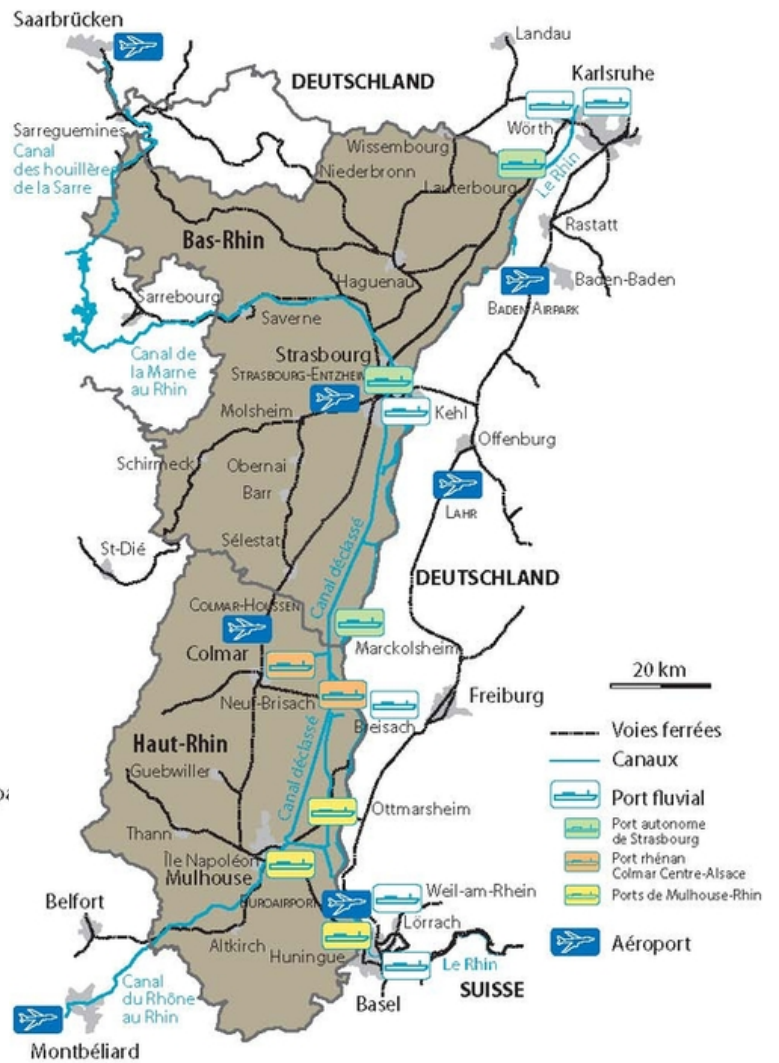 Saarbrücken
Landau
DEUTSCHLAND
Karlsruhe
Sarreguemines
Wörth
Canal
des houillères
de la Sarre
Wissembourg
Niederbronn
Lauterbourg
Le Rhin
Bas-Rhin
Rastatt
Haguenau
Baden-Baden
BADEN AIRPARK
Sarrebourg
Saverne
Canal de
la Marne
au Rhin
Strasbourg
STRASBOURG-ENTZHEIM
Molsheim
Kehl
Offenburg
Schirmeck
Obernai
Barr
LAHR
St-Dié
Sélestat
Canal déclassé
DEUTSCHLAND
COLMAR-HOUSSEN
Marckolsheim
Colmar
20 km
Neuf-Brisach
Breisach
Freiburg
Haut-Rhin
Canal déclassé
Voies ferrées
Canaux
Guebwiller
Port fluvial
Ottmarsheim
Port autonome
de Strasbourg
Thann
Île Napoléon
Port rhénan
Colmar Centre-Alsace
Mulhouse
Ports de Mulhouse-Rhin
Belfort
EUROAIRPORT
Weil-am-Rhein
Lörrach
Altkirch
Huningue
Aéroport
Le Rhin
Canal
du Rhône
au Rhin
Basel
SUISSE
Montbéliard